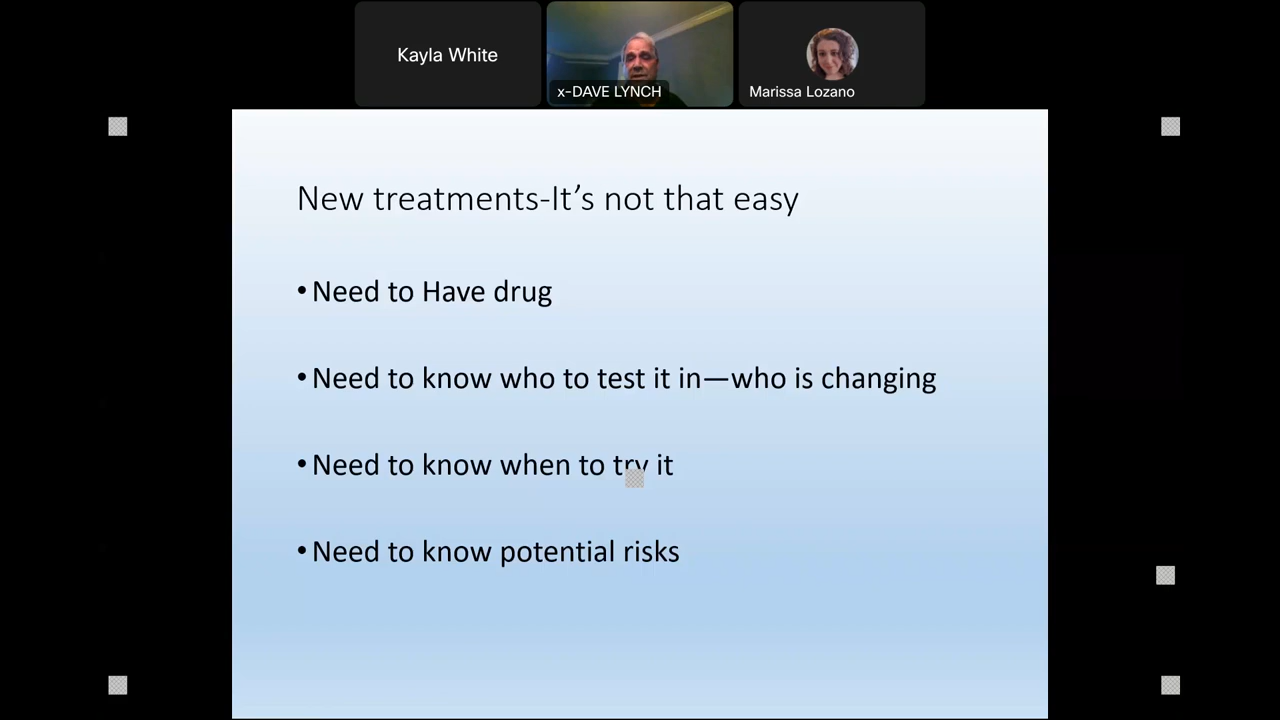 Kayla White
x-DAVE LYNCH
Marissa Lozano
New treatments-It's not that easy
•Need to Have drug
•Need to know who to test it in—who is changing
•Need to know when to try it
•Need to know potential risks